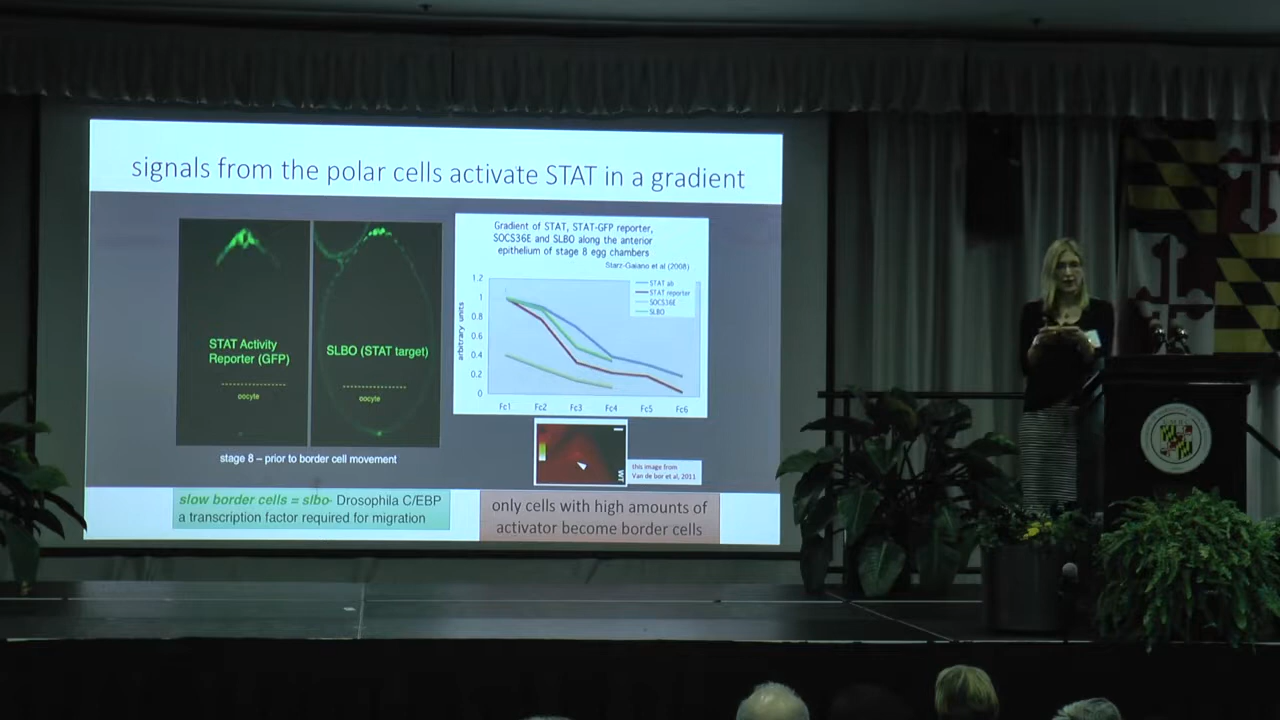 signals from the polar cells activate STAT in a gradient
STAT Activity
Reporter (GFP)
oocyte
SLBO (STAT target)
oocyte
stage 8 – prior to border cell movement
Gradient of STAT, STAT-GFP reporter,
SOCS36E and SLBO along the anterior
epithelium of stage 8 egg chambers
Starz-Gaiano et al (2008)
arbitrary units
1.2
1
0.8
0.6
0.4
0.2
0
Fc1 Fc2 Fc3 Fc4 Fc5 Fc6
STAT ab
STAT reporter
SOCS36E
SLBO
WT
this image from
Van de bor et al, 2011
slow border cells = slbo- Drosophila C/EBP
a transcription factor required for migration
only cells with high amounts of
activator become border cells